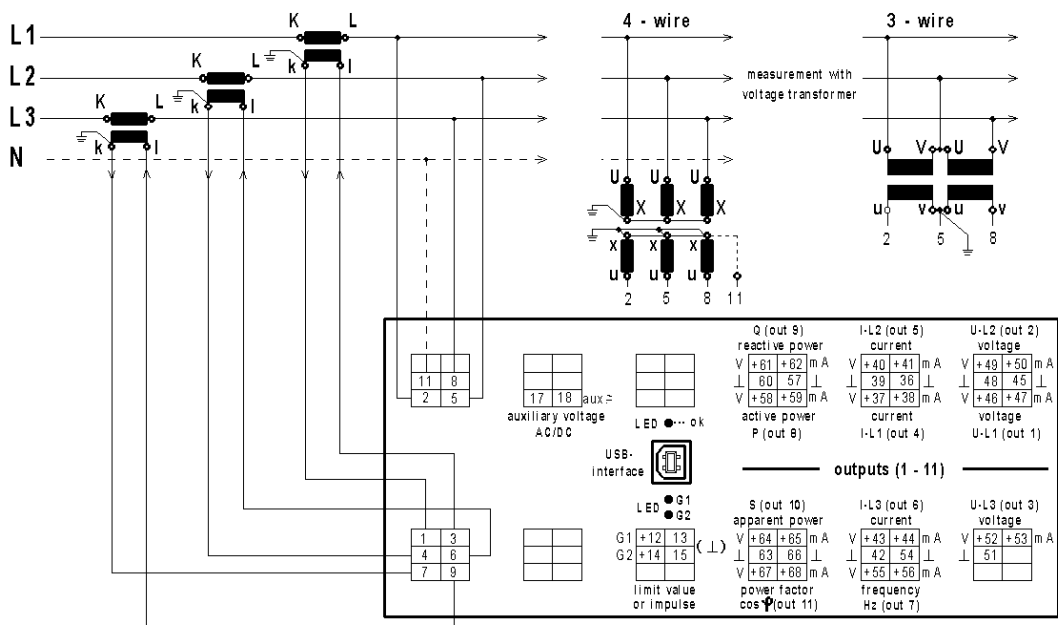 4 - wire
3 - wire
L1
K L
k l
L2
K L
k l
measurement with
voltage transformer
L3
K L
k l
N
U U U
X X X
x x x
u u u
2 5 8 11
U V U V
u v u v
2 5 8
11 8
2 5
17 18 aux
auxiliary voltage
AC/DC
LED ok
USB-
interface
LED G1
G2
Q (out 9)
reactive power
V +61 +62 mA
⊥ 60 57 ⊥
V +58 +59 mA
active power
P (out 8)
I-L2 (out 5)
current
V +40 +41 mA
⊥ 39 36 ⊥
V +37 +38 mA
current
I-L1 (out 4)
U-L2 (out 2)
voltage
V +49 +50 mA
⊥ 48 45 ⊥
V +46 +47 mA
voltage
U-L1 (out 1)
outputs (1 - 11)
1 3
4 6
7 9
G1 +12 13
G2 +14 15
(⊥)
limit value
or impulse
S (out 10)
apparent power
V +64 +65 mA
⊥ 63 66 ⊥
V +67 +68 mA
power factor
cosφ(out 11)
I-L3 (out 6)
current
V +43 +44 mA
⊥ 42 54 ⊥
V +55 +56 mA
frequency
Hz (out 7)
U-L3 (out 3)
voltage
V +52 +53 mA
⊥ 51